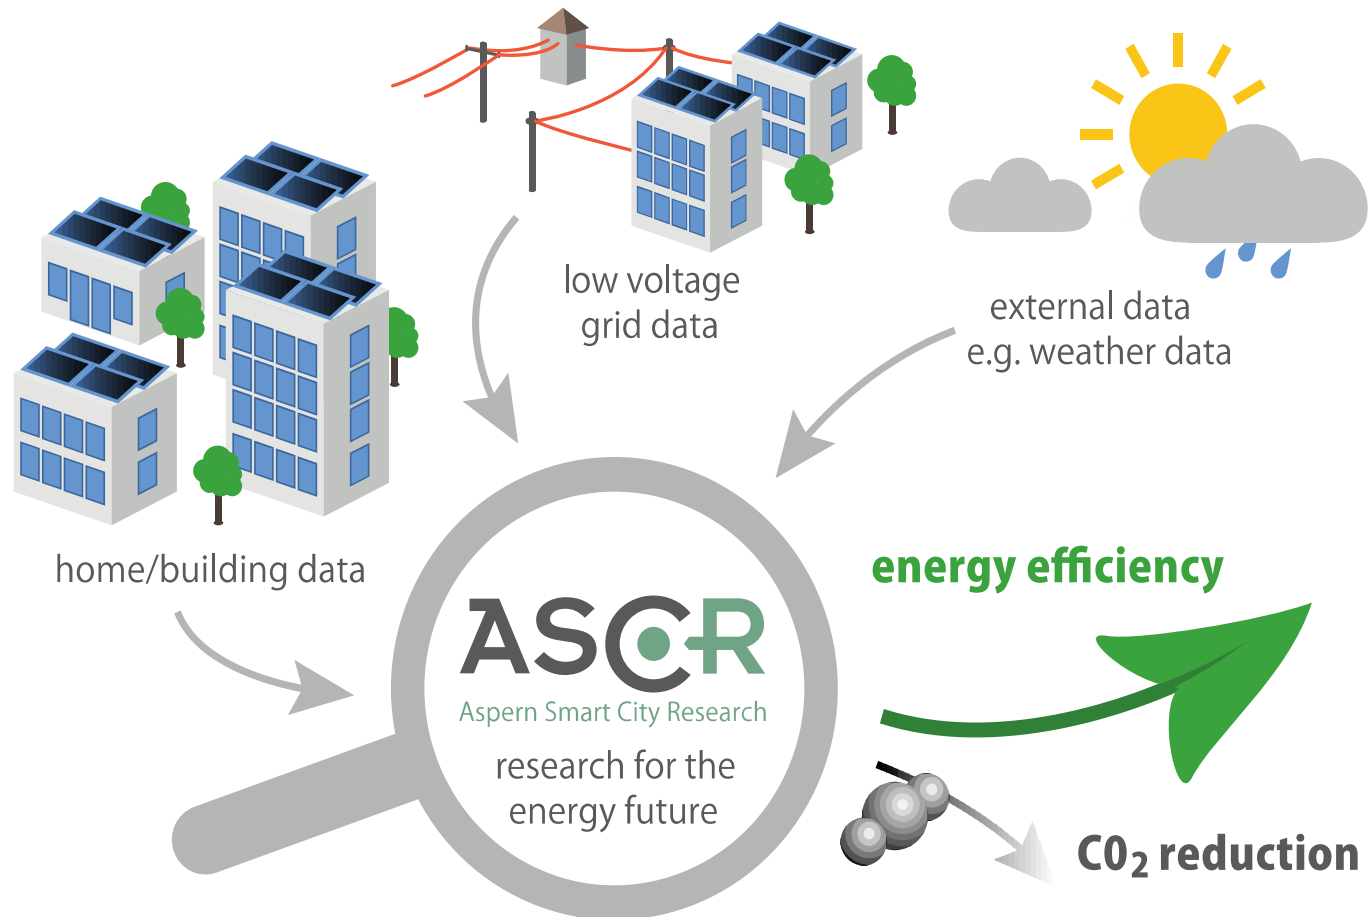 low voltage
grid data
external data
e.g. weather data
home/building data
energy efficiency
ASCR
Aspern Smart City Research
research for the
energy future
CO₂ reduction